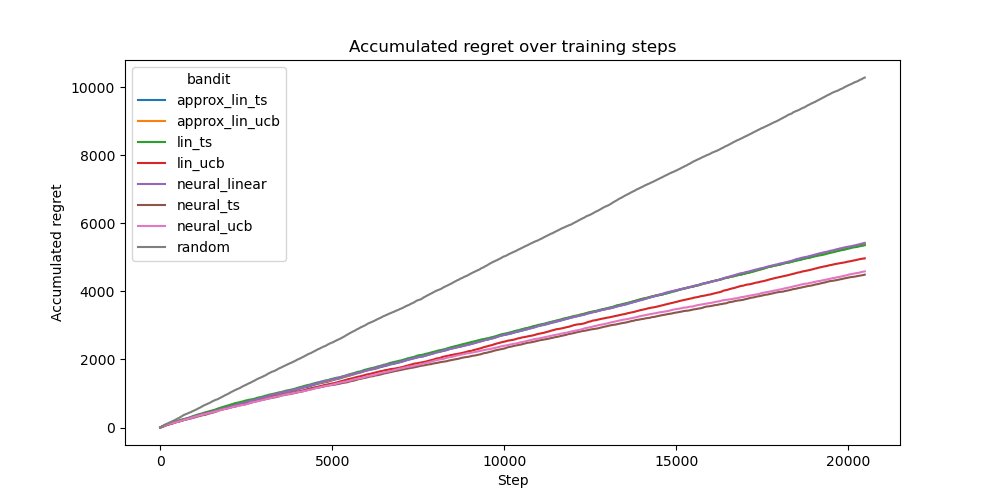 Accumulated regret over training steps
bandit
approx_lin_ts
approx_lin_ucb
lin_ts
lin_ucb
neural_linear
neural_ts
neural_ucb
random
Accumulated regret
10000
8000
6000
4000
2000
0
0 5000 10000 15000 20000
Step